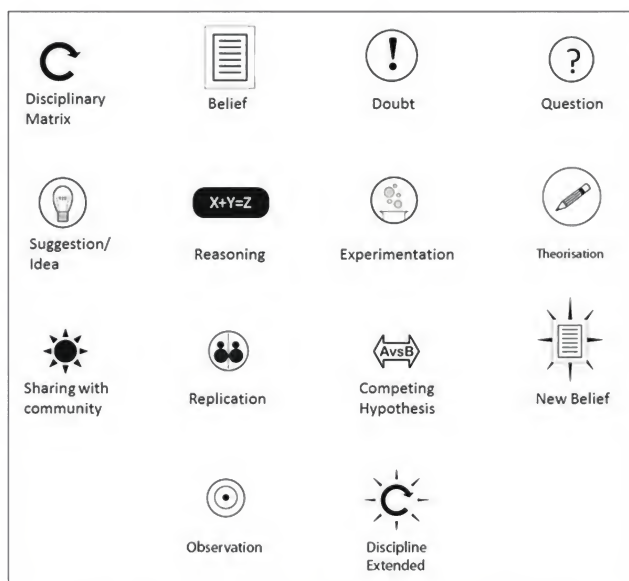 !
?
Disciplinary
Matrix
Belief
Doubt
Question
X+Y=Z
Suggestion/
Idea
Reasoning
Experimentation
Theorisation
AvsB
Sharing with
community
Replication
Competing
Hypothesis
New Belief
Observation
Discipline
Extended